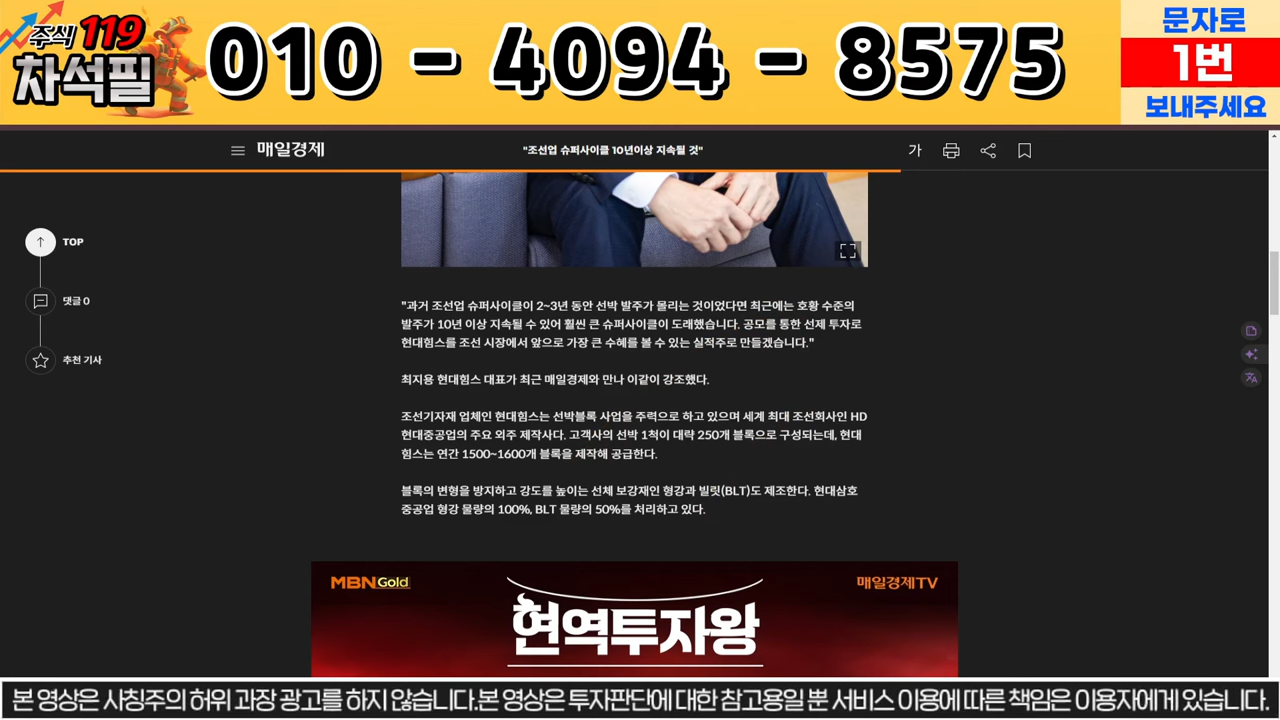 주식 119
차석필
010 - 4094 - 8575
문자로
1번
보내주세요
매일경제
"조선업 슈퍼사이클 10년이상 지속될 것"
가
TOP
댓글 0
추천 기사
"과거 조선업 슈퍼사이클이 2~3년 동안 선박 발주가 몰리는 것이었다면 최근에는 호황 수준의
발주가 10년 이상 지속될 수 있어 훨씬 큰 슈퍼사이클이 도래했습니다. 공모를 통한 선제 투자로
현대힘스를 조선 시장에서 앞으로 가장 큰 수혜를 볼 수 있는 실적주로 만들겠습니다."
최지용 현대힘스 대표가 최근 매일경제와 만나 이같이 강조했다.
조선기자재 업체인 현대힘스는 선박블록 사업을 주력으로 하고 있으며 세계 최대 조선회사인 HD
현대중공업의 주요 외주 제작사다. 고객사의 선박 1척이 대략 250개 블록으로 구성되는데, 현대
힘스는 연간 1500~1600개 블록을 제작해 공급한다.
블록의 변형을 방지하고 강도를 높이는 선체 보강재인 형강과 빌릿(BLT)도 제조한다. 현대삼호
중공업 형강 물량의 100%, BLT 물량의 50%를 처리하고 있다.
MBN Gold
매일경제TV
현역투자왕
본 영상은 사칭주의 허위 과장 광고를 하지 않습니다.본 영상은 투자판단에 대한 참고용일 뿐 서비스 이용에 따른 책임은 이용자에게 있습니다.